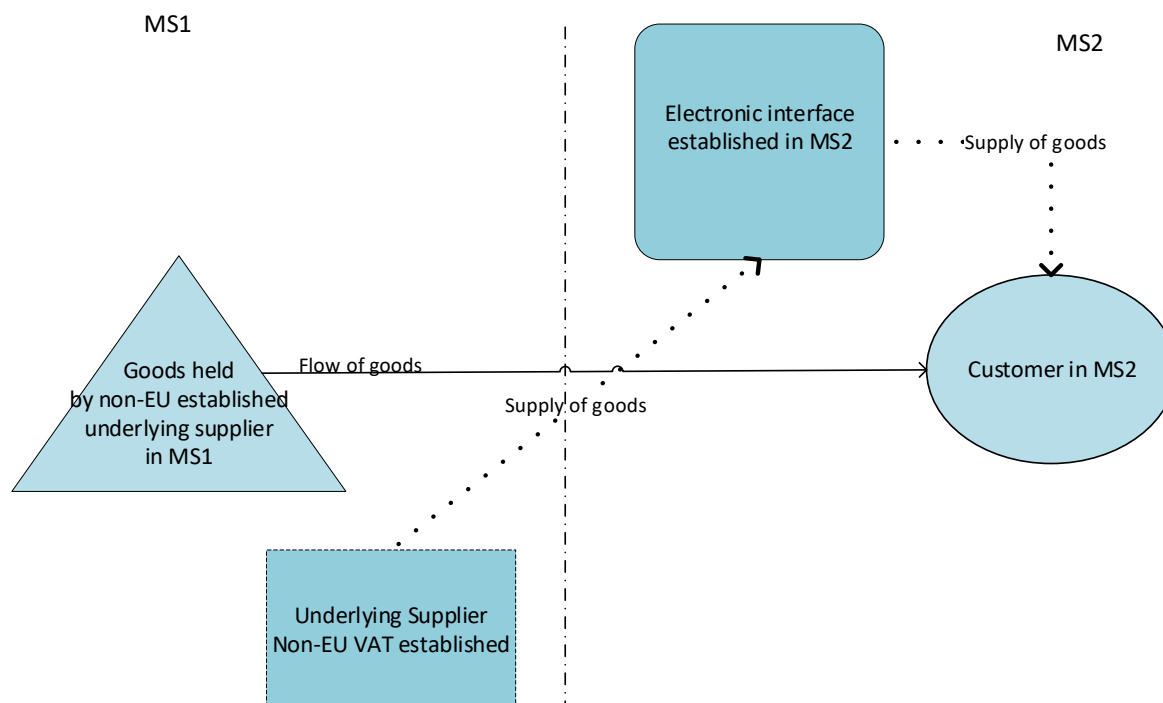 MS1
MS2
Electronic interface
established in MS2
Supply of goods
Goods held
by non-EU established
underlying supplier
in MS1
Flow of goods
Customer in MS2
Supply of goods
Underlying Supplier
Non-EU VAT established